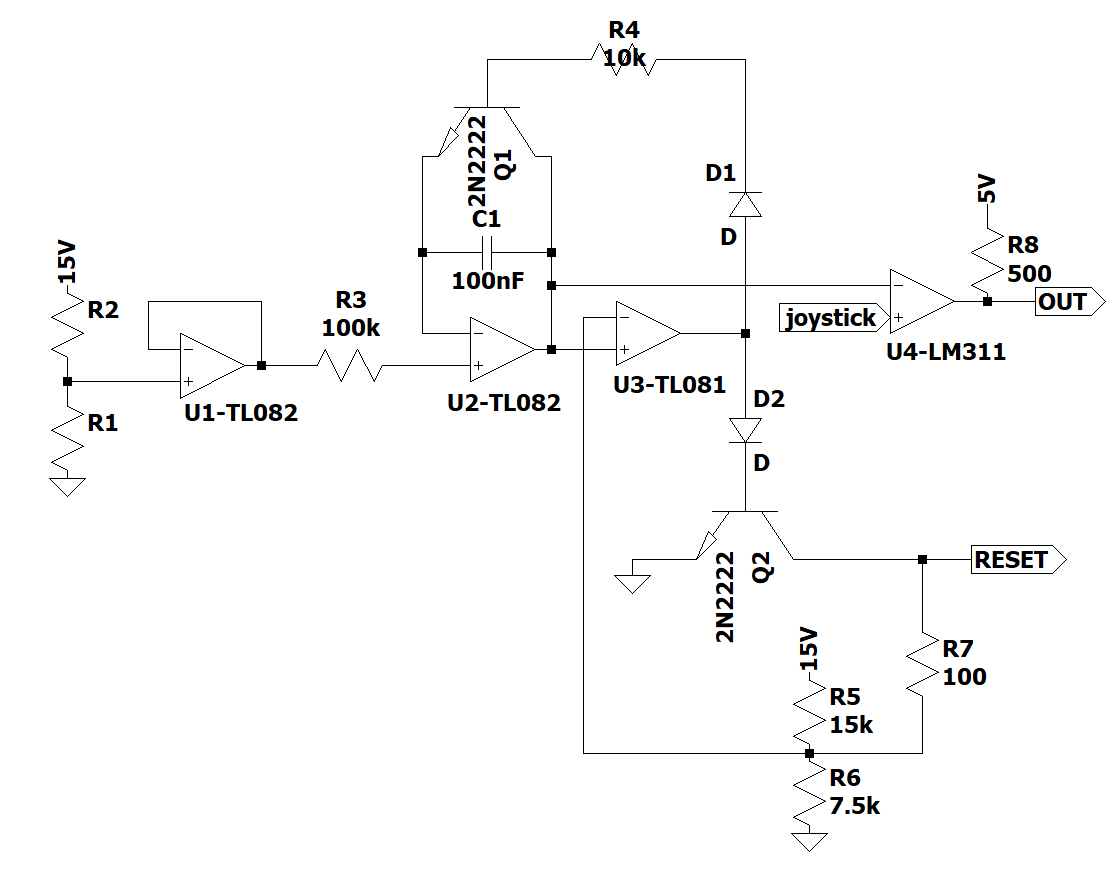 R4
10k
2N2222
Q1
D1
D
C1
100nF
15V
R2
R1
U1-TL082
R3
100k
U2-TL082
U3-TL081
joystick
U4-LM311
5V
R8
500
OUT
D2
D
2N2222
Q2
RESET
15V
R5
15k
R6
7.5k
R7
100